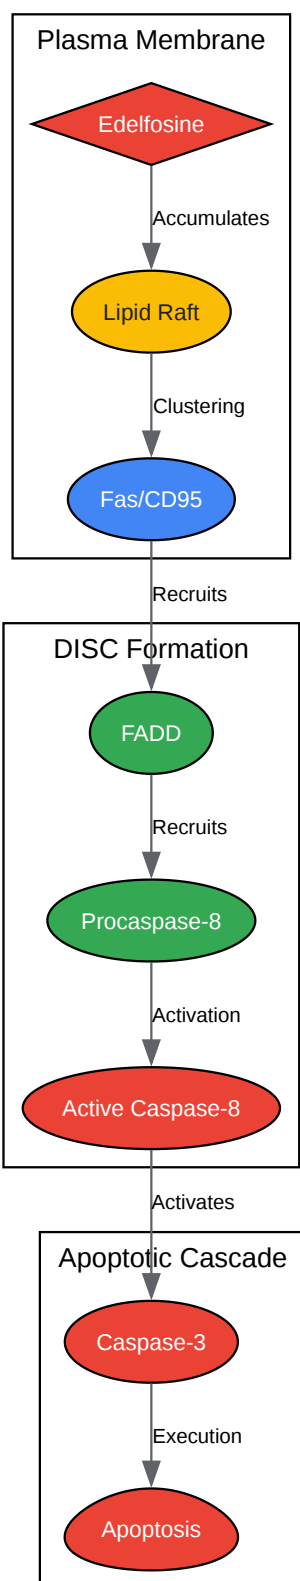 Plasma Membrane
Edelfosine
Accumulates
Lipid Raft
Clustering
Fas/CD95
Recruits
DISC Formation
FADD
Recruits
Procaspase-8
Activation
Active Caspase-8
Activates
Apoptotic Cascade
Caspase-3
Execution
Apoptosis